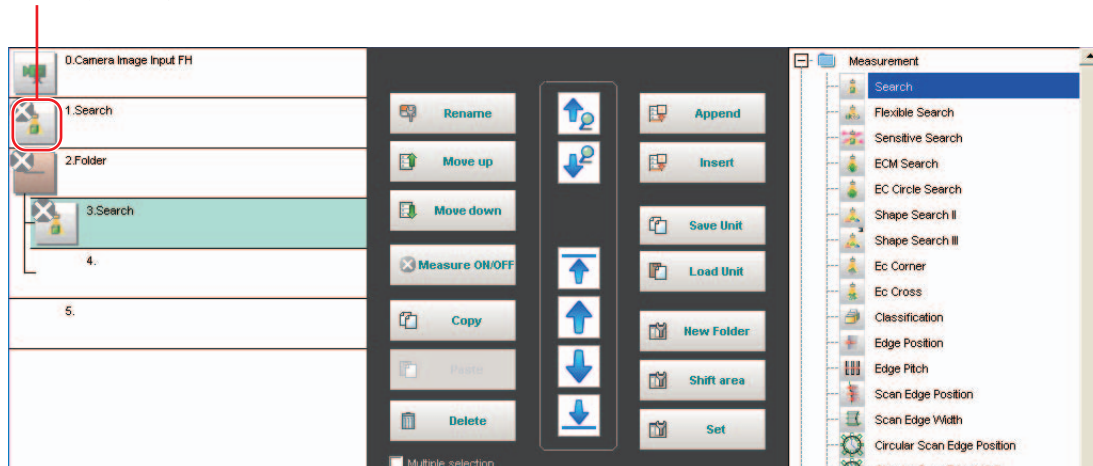 0.Camera Image Input FH
1.Search
2.Folder
3.Search
4.
5.
Rename
Move up
Move down
Measure ON/OFF
Copy
Paste
Delete
Multiple selection
Append
Insert
Save Unit
Load Unit
New Folder
Shift area
Set
Measurement
Search
Flexible Search
Sensitive Search
ECM Search
EC Circle Search
Shape Search II
Shape Search III
Ec Corner
Ec Cross
Classification
Edge Position
Edge Pitch
Scan Edge Position
Scan Edge Width
Circular Scan Edge Position